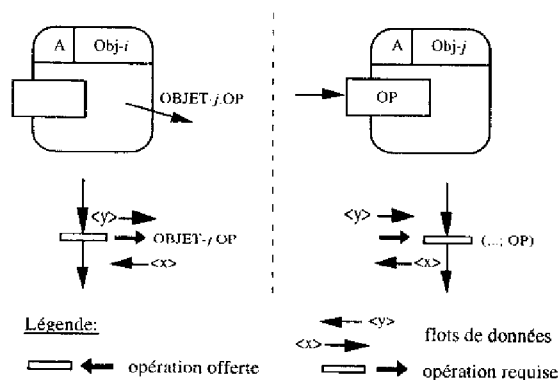 A Obj-i
OBJET-j.OP
<y>
OBJET-j OP
<x>
A Obj-j
OP
<y>
(...; OP)
<x>
Légende:
<y>
<x>
flots de données
opération offerte
opération requise